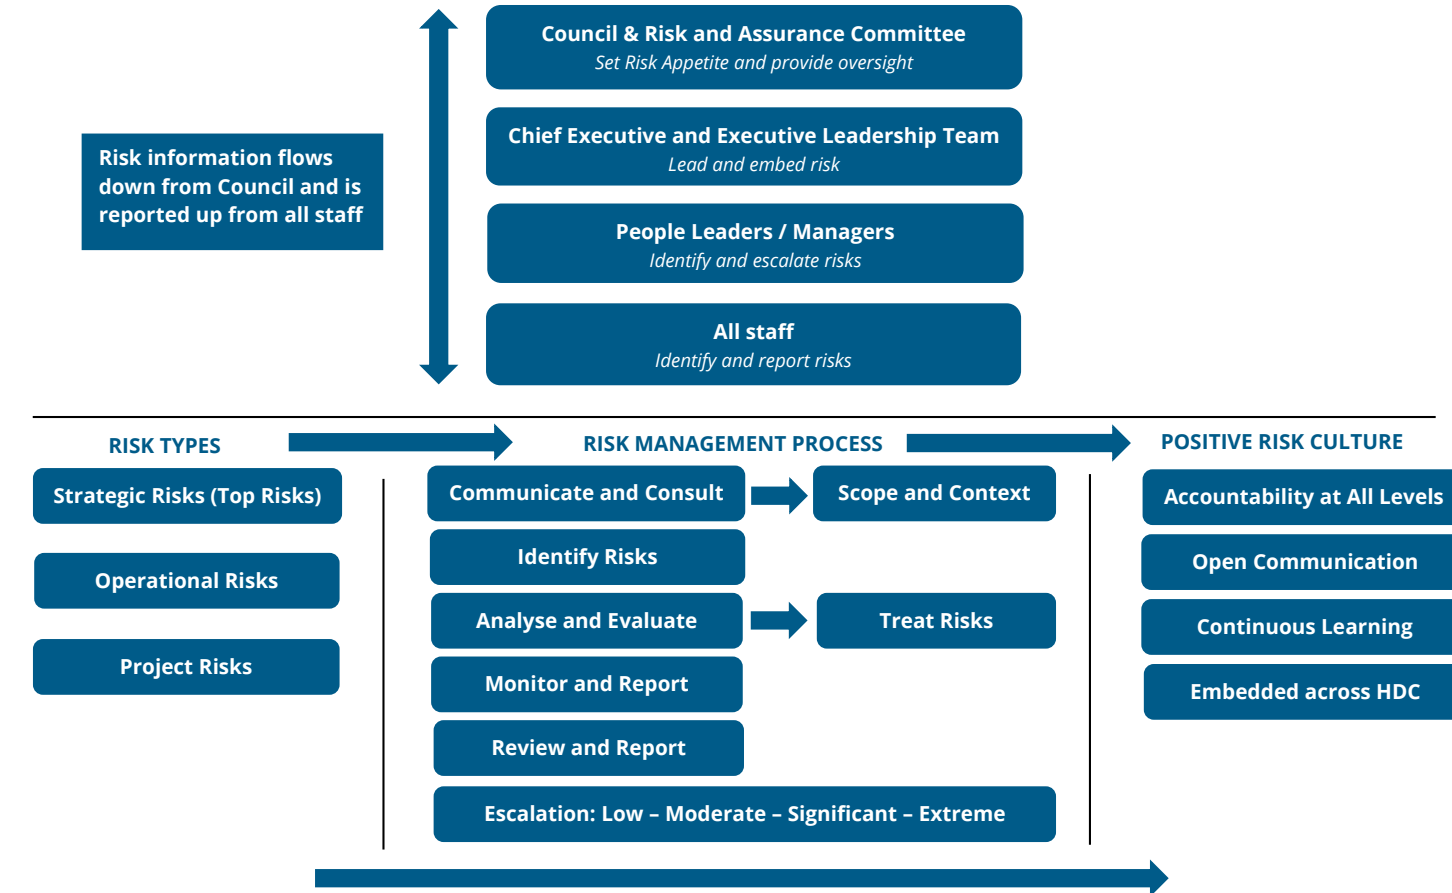 Council & Risk and Assurance Committee
Set Risk Appetite and provide oversight
Chief Executive and Executive Leadership Team
Lead and embed risk
Risk information flows
down from Council and is
reported up from all staff
People Leaders / Managers
Identify and escalate risks
All staff
Identify and report risks
RISK TYPES
Strategic Risks (Top Risks)
Operational Risks
Project Risks
RISK MANAGEMENT PROCESS
Communicate and Consult
Scope and Context
Identify Risks
Analyse and Evaluate
Treat Risks
Monitor and Report
Review and Report
Escalation: Low – Moderate – Significant – Extreme
POSITIVE RISK CULTURE
Accountability at All Levels
Open Communication
Continuous Learning
Embedded across HDC